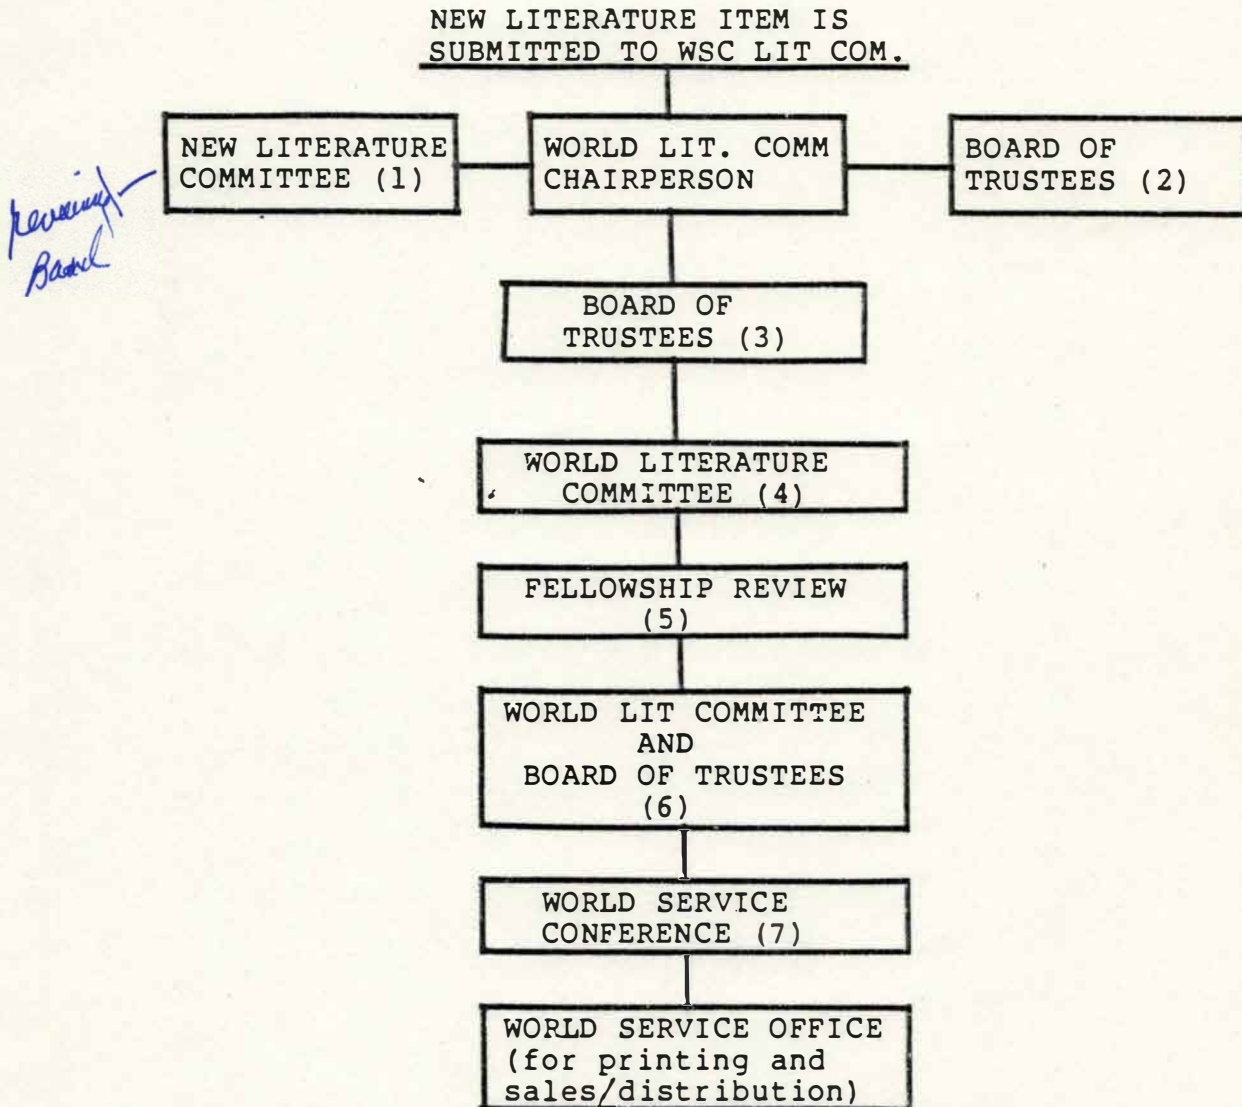 NEW LITERATURE ITEM IS
SUBMITTED TO WSC LIT COM.
NEW LITERATURE
COMMITTEE (1)
WORLD LIT. COMM
CHAIRPERSON
BOARD OF
TRUSTEES (2)
BOARD OF
TRUSTEES (3)
WORLD LITERATURE
COMMITTEE (4)
FELLOWSHIP REVIEW
(5)
WORLD LIT COMMITTEE
AND
BOARD OF TRUSTEES
(6)
WORLD SERVICE
CONFERENCE (7)
WORLD SERVICE OFFICE
(for printing and
sales/distribution)